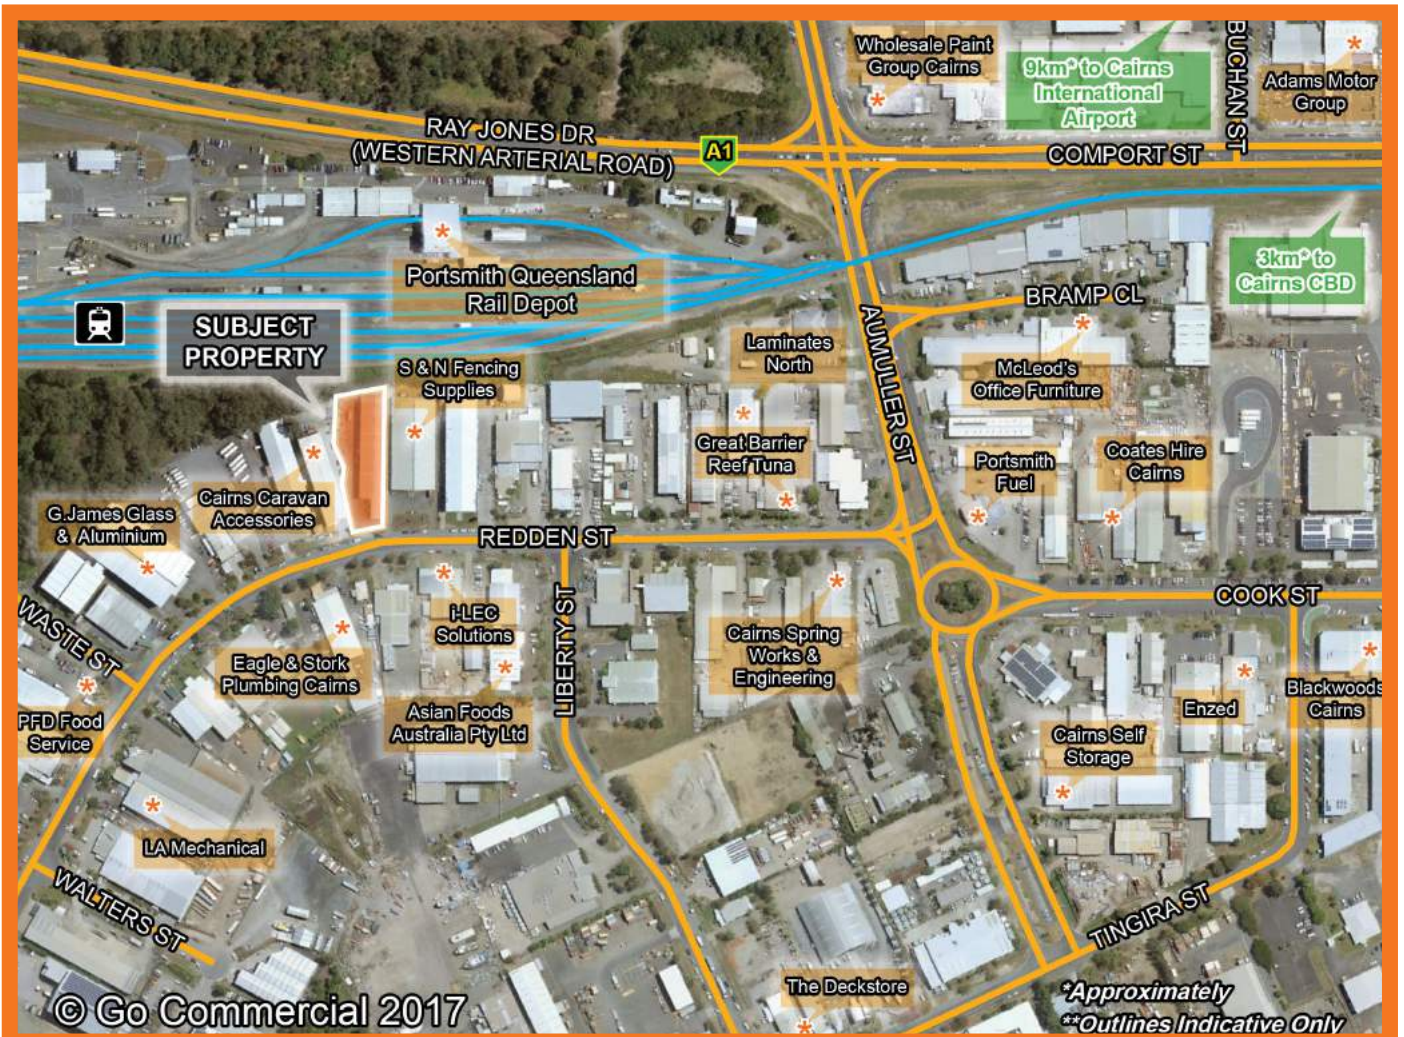 Wholesale Paint
Group Cairns
9km* to Cairns
International
Airport
BUCHAN ST
Adams Motor
Group
RAY JONES DR
(WESTERN ARTERIAL ROAD)
A1
COMPORT ST
Portsmith Queensland
Rail Depot
3km* to
Cairns CBD
SUBJECT
PROPERTY
BRAMP CL
AUMULLER ST
Laminates
North
S & N Fencing
Supplies
McLeod's
Office Furniture
Great Barrier
Reef Tuna
Portsmith
Fuel
Coates Hire
Cairns
Cairns Caravan
Accessories
G.James Glass
& Aluminium
REDDEN ST
LIBERTY ST
COOK ST
WASTE ST
I-LEC
Solutions
Cairns Spring
Works &
Engineering
Eagle & Stork
Plumbing Cairns
Asian Foods
Australia Pty Ltd
PFD Food
Service
Blackwoods
Cairns
Enzed
Cairns Self
Storage
LA Mechanical
WALTERS ST
TINGIRA ST
The Deckstore
*Approximately
**Outlines Indicative Only
© Go Commercial 2017